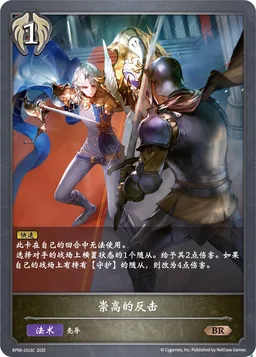 1
快速
此卡在自己的回合中无法使用。
选择对手的战场上横置状态的1个随从。给予其2点伤害。如果
自己的战场上有持有【守护】的随从，则改为4点伤害。
崇高的反击
法术 先导
BR
BP06-101SC 2025
© Cygames, Inc. Published by NetEase Games